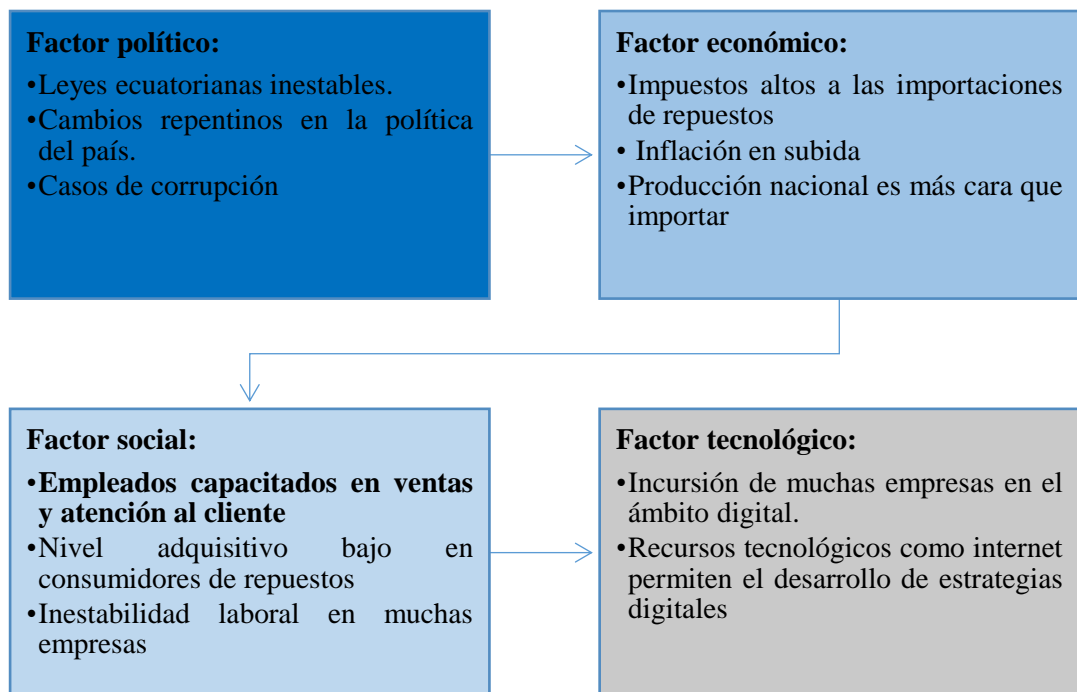 Factor político:
•Leyes ecuatorianas inestables.
•Cambios repentinos en la política
del país.
•Casos de corrupción
Factor económico:
•Impuestos altos a las importaciones
de repuestos
• Inflación en subida
•Producción nacional es más cara que
importar
Factor social:
•Empleados capacitados en ventas
y atención al cliente
•Nivel adquisitivo bajo en
consumidores de repuestos
•Inestabilidad laboral en muchas
empresas
Factor tecnológico:
•Incursión de muchas empresas en el
ámbito digital.
•Recursos tecnológicos como internet
permiten el desarrollo de estrategias
digitales